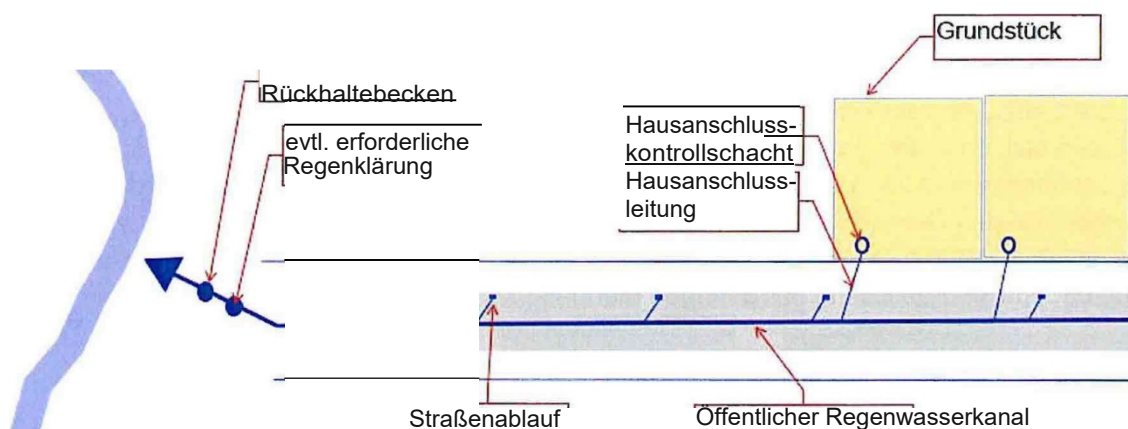 Grundstück
Rückhaltebecken
evtl. erforderliche
Regenklärung
Hausanschluss-
kontrollschacht
Hausanschluss-
leitung
Straßenablauf
Öffentlicher Regenwasserkanal